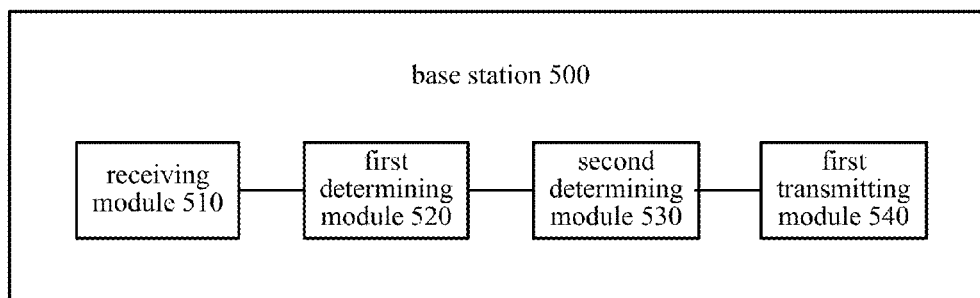 base station 500
receiving
module 510
first
determining
module 520
second
determining
module 530
first
transmitting
module 540